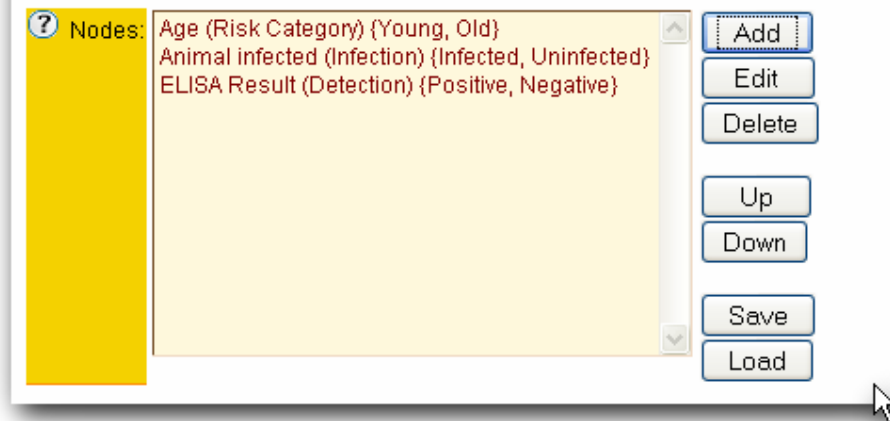 ? Nodes: Age (Risk Category) {Young, Old} Add
Animal infected (Infection) {Infected, Uninfected} Edit
ELISA Result (Detection) {Positive, Negative}
Delete
Up
Down
Save
Load